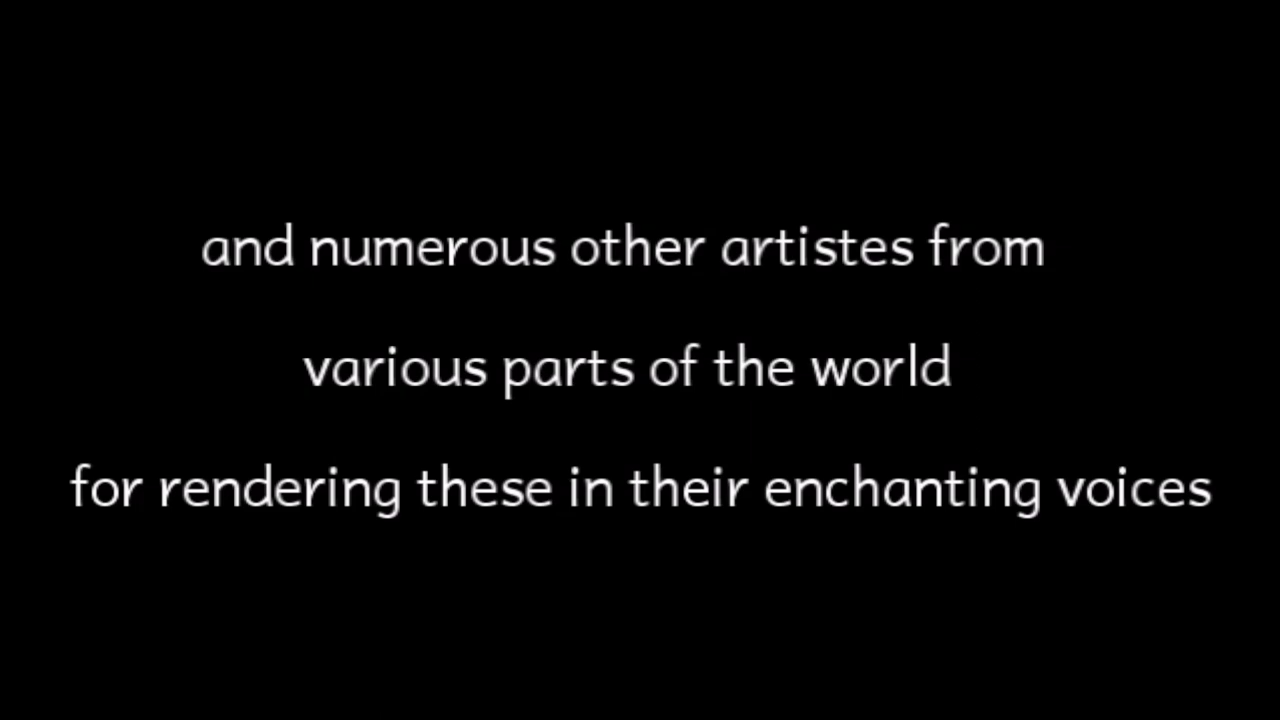 and numerous other artistes from
various parts of the world
for rendering these in their enchanting voices